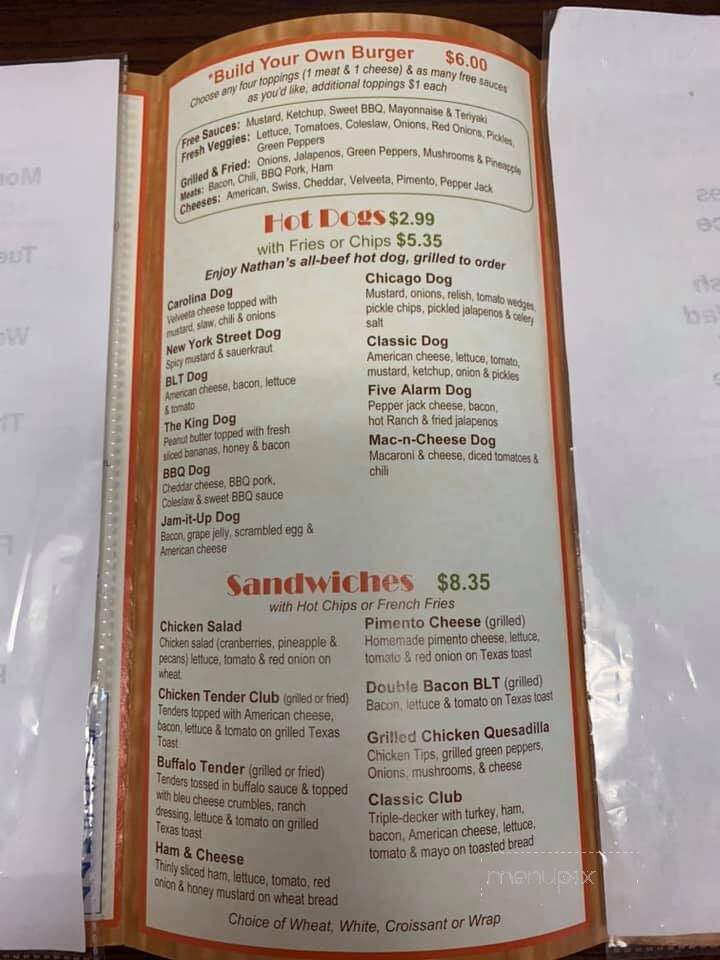 *Build Your Own Burger $6.00
Choose any four toppings (1 meat & 1 cheese) & as many free sauces
as you'd like, additional toppings $1 each
Free Sauces: Mustard, Ketchup, Sweet BBQ, Mayonnaise & Teriyaki
Fresh Veggies: Lettuce, Tomatoes, Coleslaw, Onions, Red Onions, Pickles,
Green Peppers
Grilled & Fried: Onions, Jalapenos, Green Peppers, Mushrooms & Pineapple
Meats: Bacon, Chili, BBQ Pork, Ham
Cheeses: American, Swiss, Cheddar, Velveeta, Pimento, Pepper Jack
Hot Dogs $2.99
with Fries or Chips $5.35
Enjoy Nathan's all-beef hot dog, grilled to order
Carolina Dog
Velveeta cheese topped with
mustard, slaw, chili & onions
New York Street Dog
Spicy mustard & sauerkraut
BLT Dog
American cheese, bacon, lettuce
& tomato
The King Dog
Peanut butter topped with fresh
sliced bananas, honey & bacon
BBQ Dog
Cheddar cheese, BBQ pork,
Coleslaw & sweet BBQ sauce
Jam-it-Up Dog
Bacon, grape jelly, scrambled egg &
American cheese
Chicago Dog
Mustard, onions, relish, tomato wedges,
pickle chips, pickled jalapenos & celery
salt
Classic Dog
American cheese, lettuce, tomato,
mustard, ketchup, onion & pickles
Five Alarm Dog
Pepper jack cheese, bacon,
hot Ranch & fried jalapenos
Mac-n-Cheese Dog
Macaroni & cheese, diced tomatoes &
chili
Sandwiches $8.35
with Hot Chips or French Fries
Chicken Salad
Chicken salad (cranberries, pineapple &
pecans) lettuce, tomato & red onion on
wheat.
Chicken Tender Club (grilled or fried)
Tenders topped with American cheese,
bacon, lettuce & tomato on grilled Texas
Toast
Buffalo Tender (grilled or fried)
Tenders tossed in buffalo sauce & topped
with bleu cheese crumbles, ranch
dressing, lettuce & tomato on grilled
Texas toast
Ham & Cheese
Thinly sliced ham, lettuce, tomato, red
onion & honey mustard on wheat bread
Pimento Cheese (grilled)
Homemade pimento cheese, lettuce,
tomato & red onion on Texas toast
Double Bacon BLT (grilled)
Bacon, lettuce & tomato on Texas toast
Grilled Chicken Quesadilla
Chicken Tips, grilled green peppers,
Onions, mushrooms, & cheese
Classic Club
Triple-decker with turkey, ham,
bacon, American cheese, lettuce,
tomato & mayo on toasted bread
Choice of Wheat, White, Croissant or Wrap
menupix